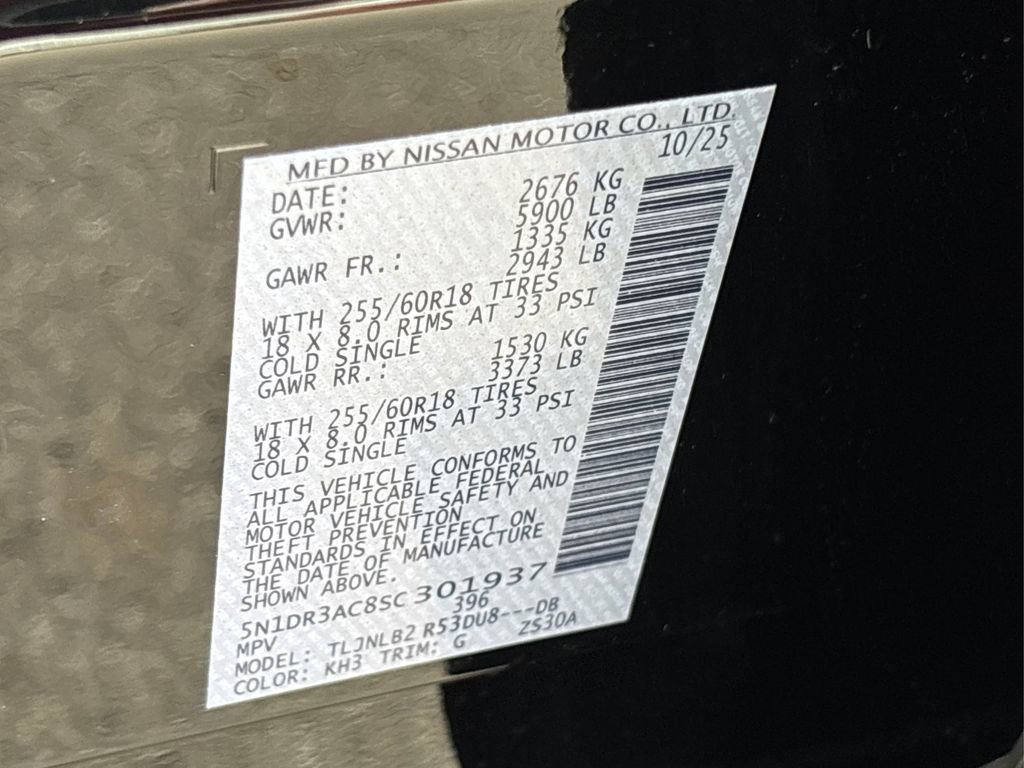 MFD BY NISSAN MOTOR CO., LTD.
DATE: 10/25
GVWR: 2676 KG
5900 LB
GAWR FR.: 1335 KG
2943 LB
WITH 255/60R18 TIRES
18 X 8.0 RIMS AT 33 PSI
COLD SINGLE
GAWR RR.: 1530 KG
3373 LB
WITH 255/60R18 TIRES
18 X 8.0 RIMS AT 33 PSI
COLD SINGLE
THIS VEHICLE CONFORMS TO
ALL APPLICABLE FEDERAL
MOTOR VEHICLE SAFETY AND
THEFT PREVENTION
STANDARDS IN EFFECT ON
THE DATE OF MANUFACTURE
SHOWN ABOVE.
5N1DR3AC8SC301937
MPV 396
MODEL: TLJNLB2 R53DU8---DB
COLOR: KH3 TRIM: G ZS30A